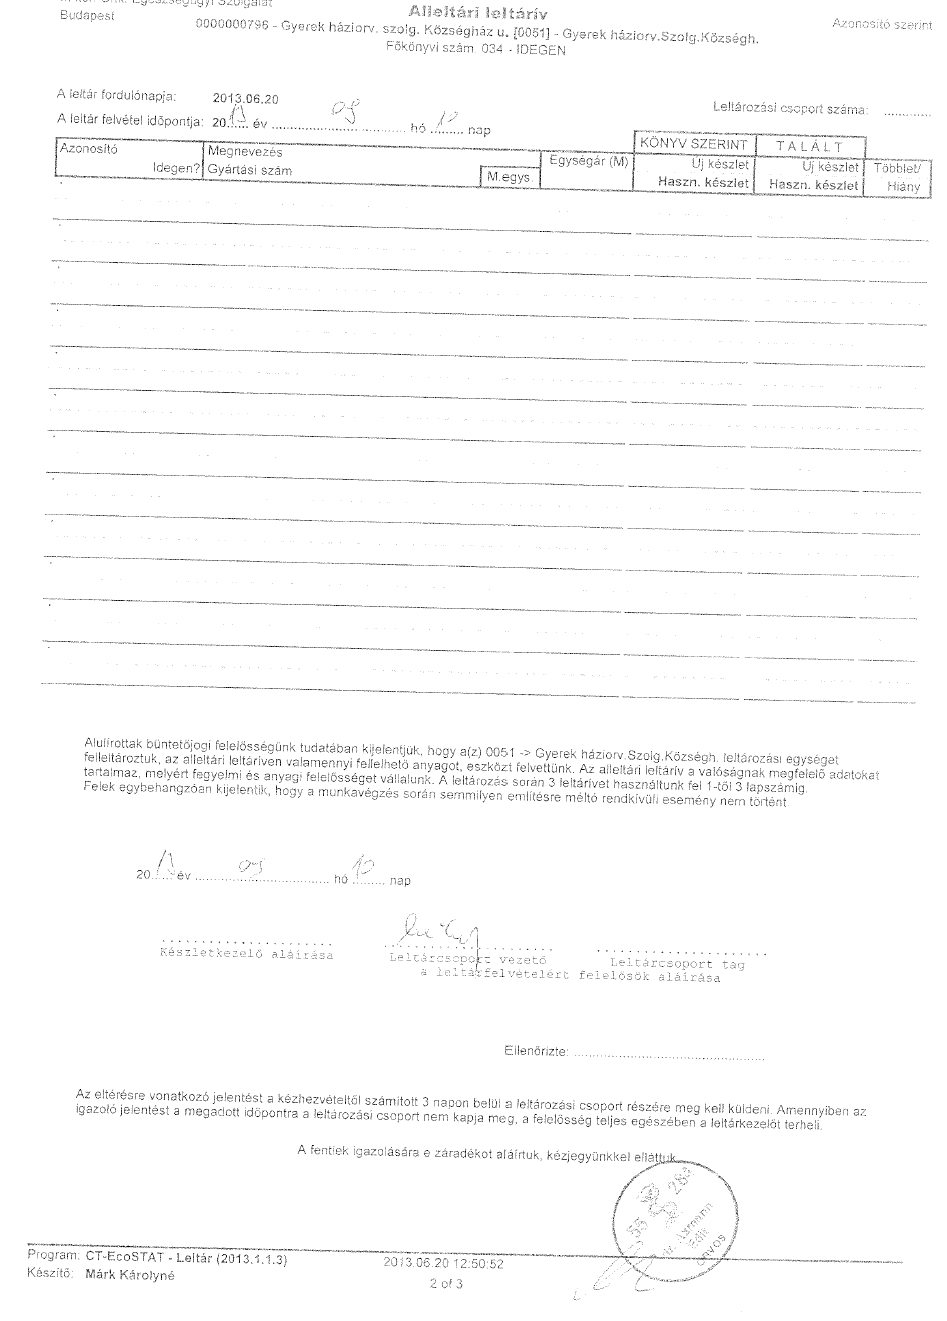 Egészségügyi Szolgálat
Budapest
Alleltári leltárív
0000000796 - Gyerek háziorv. szolg. Községház u. [0051] - Gyerek háziorv.Szolg.Községh.
Azonosító szerint
Főkönyvi szám 034 - IDEGEN
A leltár fordulónapja: 2013.06.20
Leltározási csoport száma: ............
A leltár felvétel időpontja: 20..... év ................................. hó 10 nap
KÖNYV SZERINT TALÁLT
Azonosító Megnevezés Egységár (M) Új készlet Új készlet Többlet/
Idegen? Gyártási szám M.egys. Haszn. készlet Haszn. készlet Hiány
Alulírottak büntetőjogi felelősségünk tudatában kijelentjük, hogy a(z) 0051 -> Gyerek háziorv.Szolg.Községh. leltározási egységet
felleltároztuk, az alleltári leltáríven valamennyi fellelhető anyagot, eszközt felvettünk. Az alleltári leltárív a valóságnak megfelelő adatokat
tartalmaz, melyért fegyelmi és anyagi felelősséget vállalunk. A leltározás során 3 leltárívet használtunk fel 1-től 3 lapszámig.
Felek egybehangzóan kijelentik, hogy a munkavégzés során semmilyen említésre méltó rendkívüli esemény nem történt.
20..... év ................................. hó 10 nap
Készletkezelő aláírása Leltárcsoport vezető Leltárcsoport tag
a leltárfelvételért felelősök aláírása
Ellenőrizte: ................................................
Az eltérésre vonatkozó jelentést a kézhezvételtől számított 3 napon belül a leltározási csoport részére meg kell küldeni. Amennyiben az
igazoló jelentést a megadott időpontra a leltározási csoport nem kapja meg, a felelősség teljes egészében a leltárkezelőt terheli.
A fentiek igazolására e záradékot aláírtuk, kézjegyünkkel elláttuk.
Program: CT-EcoSTAT - Leltár (2013.1.1.3) 2013.06.20 12:50:52
Készítő: Márk Károlyné 2 of 3